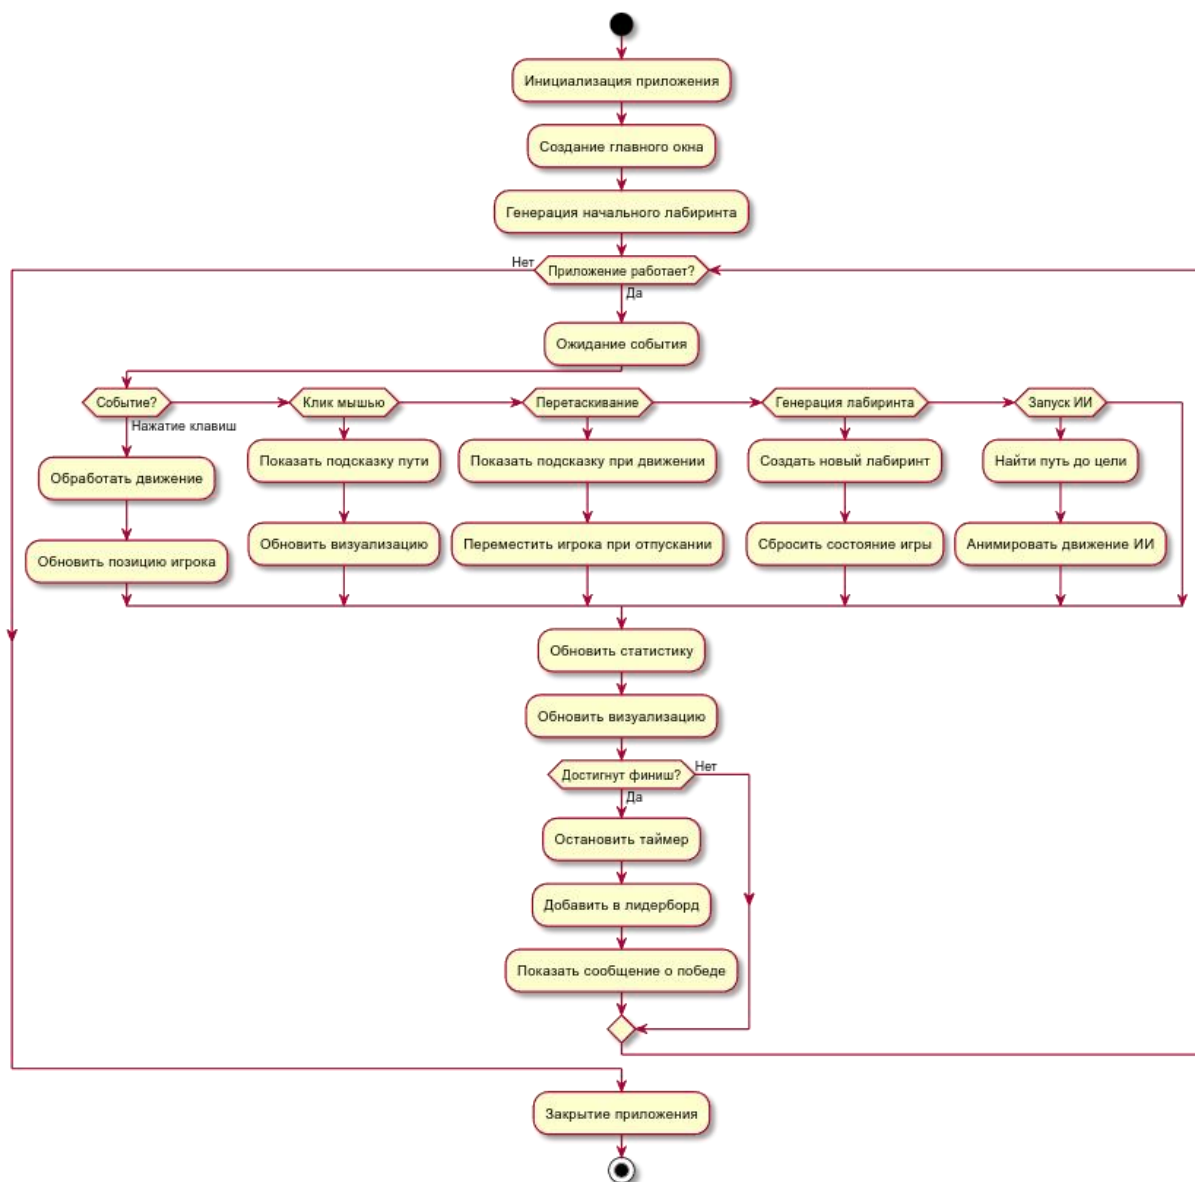 Инициализация приложения
Создание главного окна
Генерация начального лабиринта
Нет
Приложение работает?
Да
Ожидание события
Событие?
Клик мышью
Перетаскивание
Генерация лабиринта
Запуск ИИ
Нажатие клавиш
Показать подсказку пути
Показать подсказку при движении
Создать новый лабиринт
Найти путь до цели
Обработать движение
Обновить визуализацию
Переместить игрока при отпускании
Сбросить состояние игры
Анимировать движение ИИ
Обновить позицию игрока
Обновить статистику
Обновить визуализацию
Достигнут финиш?
Нет
Да
Остановить таймер
Добавить в лидерборд
Показать сообщение о победе
Закрытие приложения